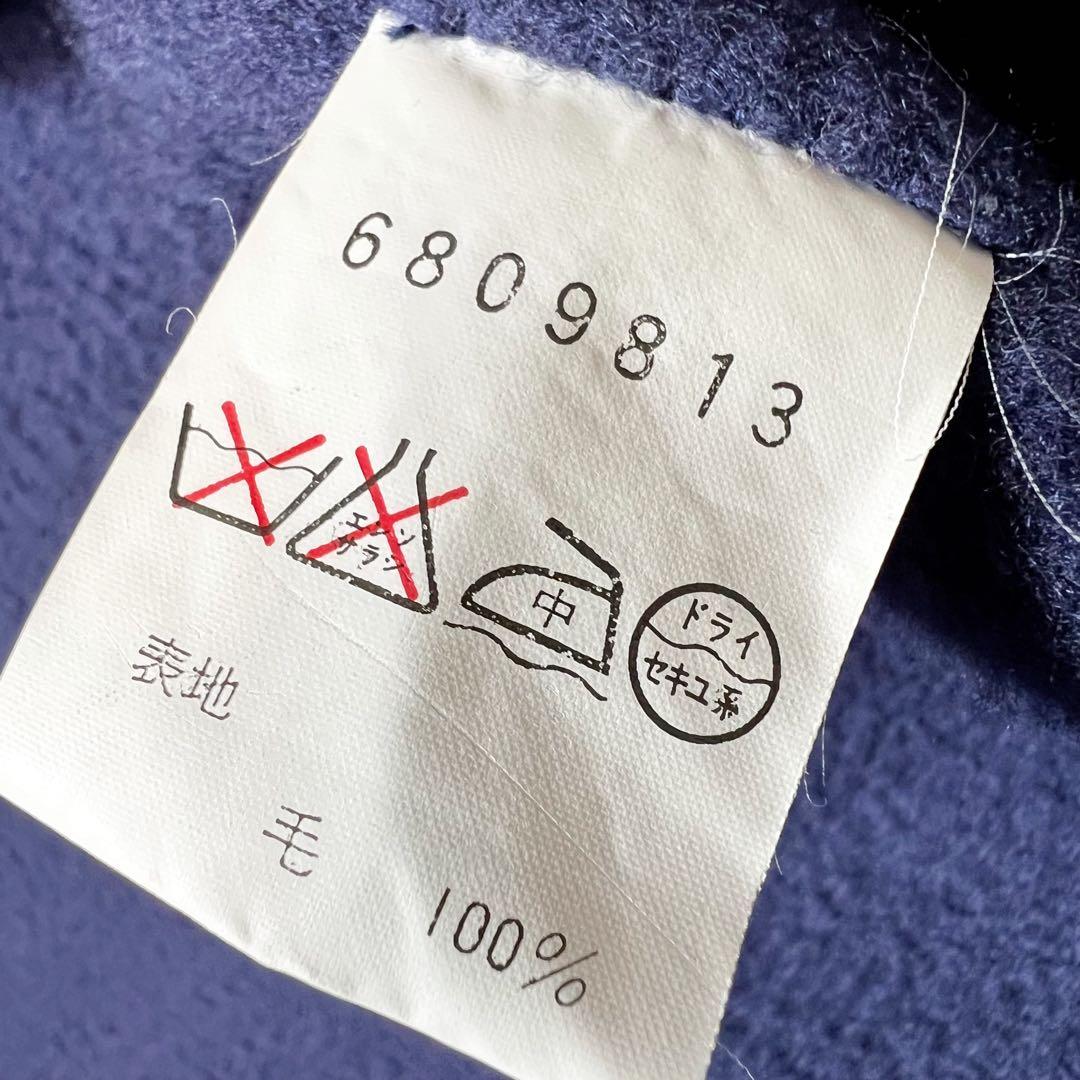 6809813
エンソ
サラシ
中
ドライ
セキユ系
表地
毛 100%